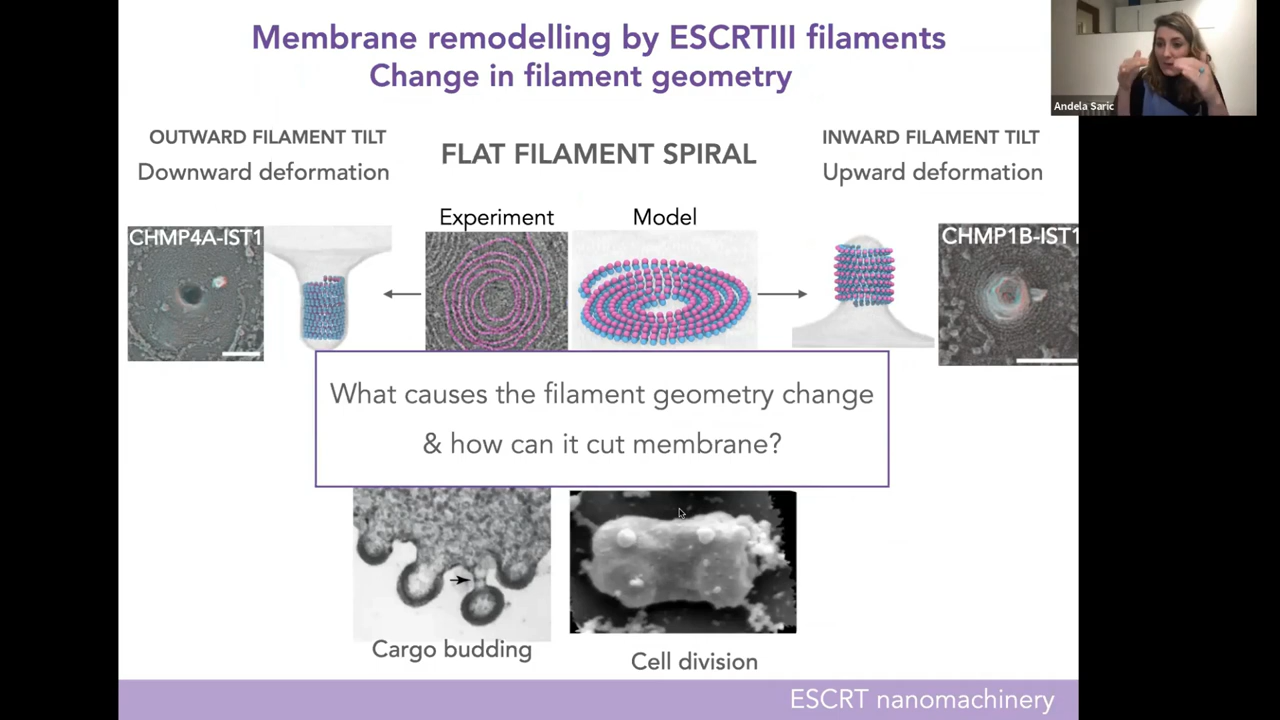 Membrane remodelling by ESCRTIII filaments
Change in filament geometry
Andela Saric
OUTWARD FILAMENT TILT
Downward deformation
FLAT FILAMENT SPIRAL
INWARD FILAMENT TILT
Upward deformation
Experiment
Model
CHMP4A-IST1
CHMP1B-IST1
What causes the filament geometry change
& how can it cut membrane?
Cargo budding
Cell division
ESCRT nanomachinery